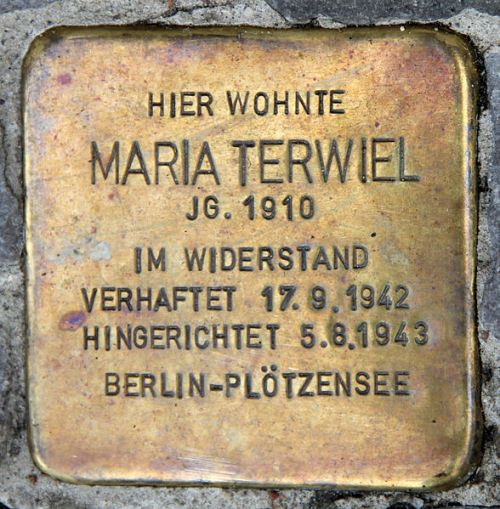 HIER WOHNTE
MARIA TERWIEL
JG. 1910
IM WIDERSTAND
VERHAFTET 17.9.1942
HINGERICHTET 5.8.1943
BERLIN-PLÖTZENSEE